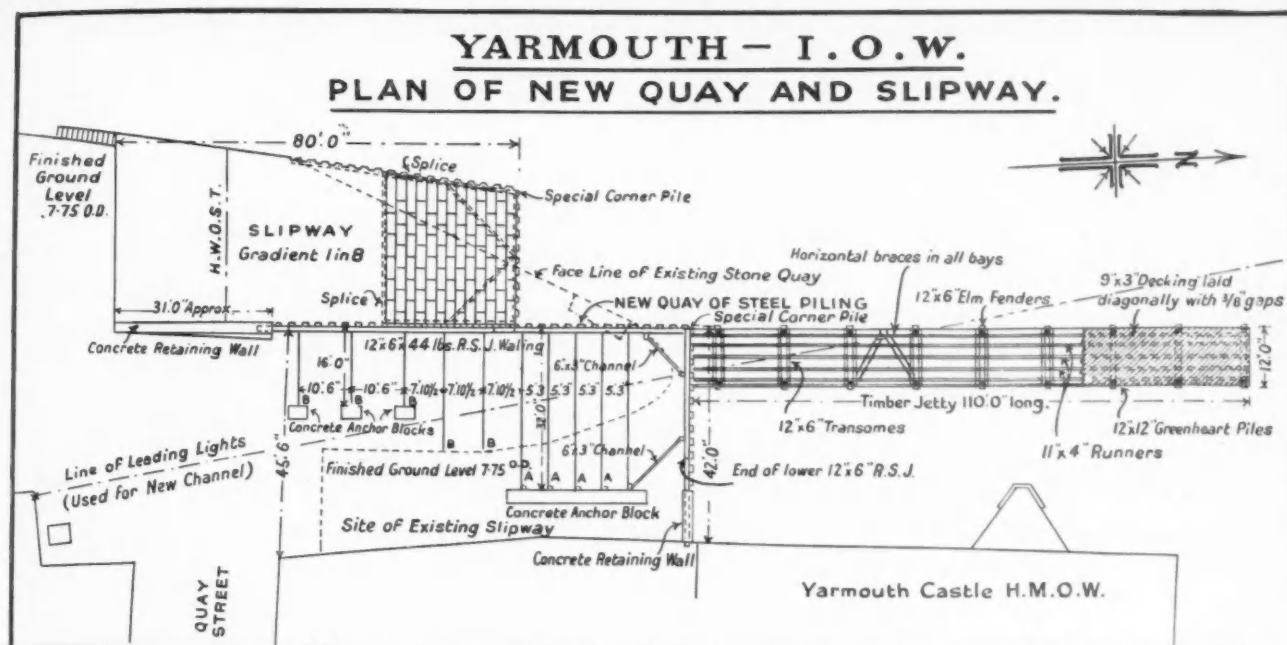 YARMOUTH – I.O.W.
PLAN OF NEW QUAY AND SLIPWAY.
80'.0"
Splice
Finished
Ground
Level
7·75 O.D.
Special Corner Pile
N
H.W.O.S.T.
SLIPWAY
Gradient 1 in 8
Horizontal braces in all bays
Face Line of Existing Stone Quay
9"x3" Decking laid
diagonally with 3/8" gaps
12"x6" Elm Fenders
31'.0" Approx.
Splice
NEW QUAY OF STEEL PILING
Special Corner Pile
Concrete Retaining Wall
12"x6"x44 lbs. R.S.J. Waling
6"x3" Channel
12'.0"
16'.0"
10'.6"
10'.6"
7'.10½
7'.10½
7'.10½
5.3
5.3
5.3
5.3
32'.0"
Timber Jetty 110'.0" long.
B
B
B
Concrete Anchor Blocks
12"x6" Transomes
12"x12" Greenheart Piles
11"x4" Runners
B
B
45'.6"
Line of Leading Lights
(Used for New Channel)
Finished Ground Level 7·75 O.D.
6"x3" Channel
42'.0"
End of lower 12"x6" R.S.J.
A
A
A
A
Concrete Anchor Block
Site of Existing Slipway
Concrete Retaining Wall
Yarmouth Castle H.M.O.W.
QUAY
STREET